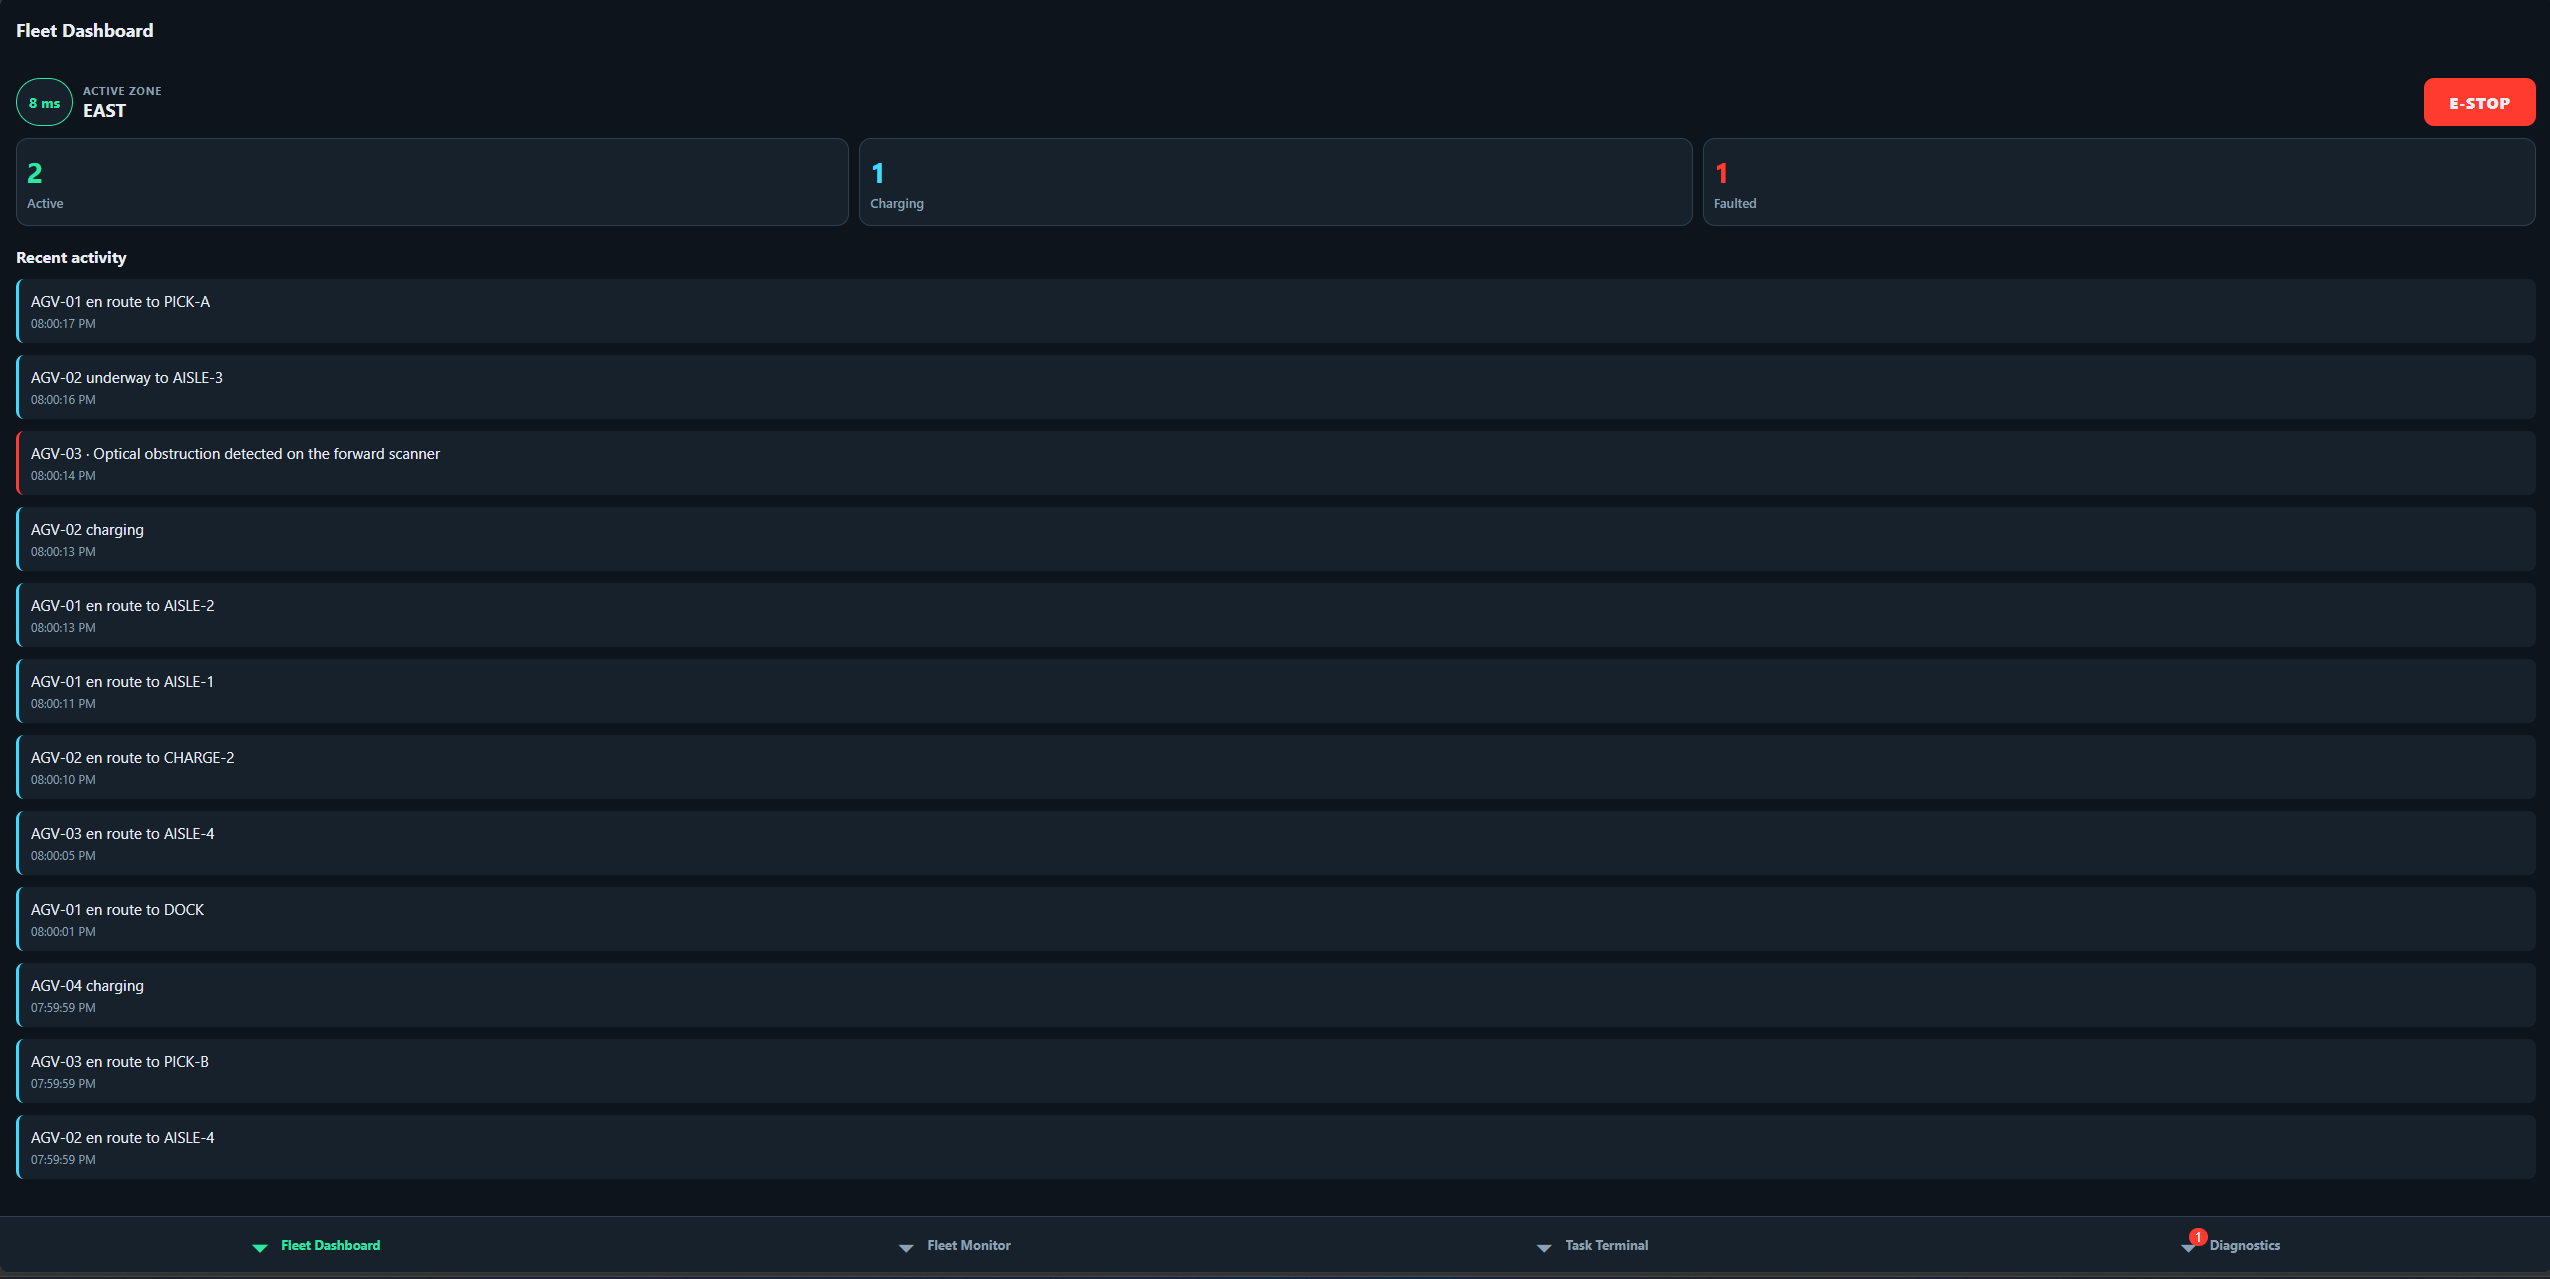 Fleet Dashboard
8 ms
ACTIVE ZONE
EAST
E-STOP
2
Active
1
Charging
1
Faulted
Recent activity
AGV-01 en route to PICK-A
08:00:17 PM
AGV-02 underway to AISLE-3
08:00:16 PM
AGV-03 · Optical obstruction detected on the forward scanner
08:00:14 PM
AGV-02 charging
08:00:13 PM
AGV-01 en route to AISLE-2
08:00:13 PM
AGV-01 en route to AISLE-1
08:00:11 PM
AGV-02 en route to CHARGE-2
08:00:10 PM
AGV-03 en route to AISLE-4
08:00:05 PM
AGV-01 en route to DOCK
08:00:01 PM
AGV-04 charging
07:59:59 PM
AGV-03 en route to PICK-B
07:59:59 PM
AGV-02 en route to AISLE-4
07:59:59 PM
Fleet Dashboard
Fleet Monitor
Task Terminal
1
Diagnostics